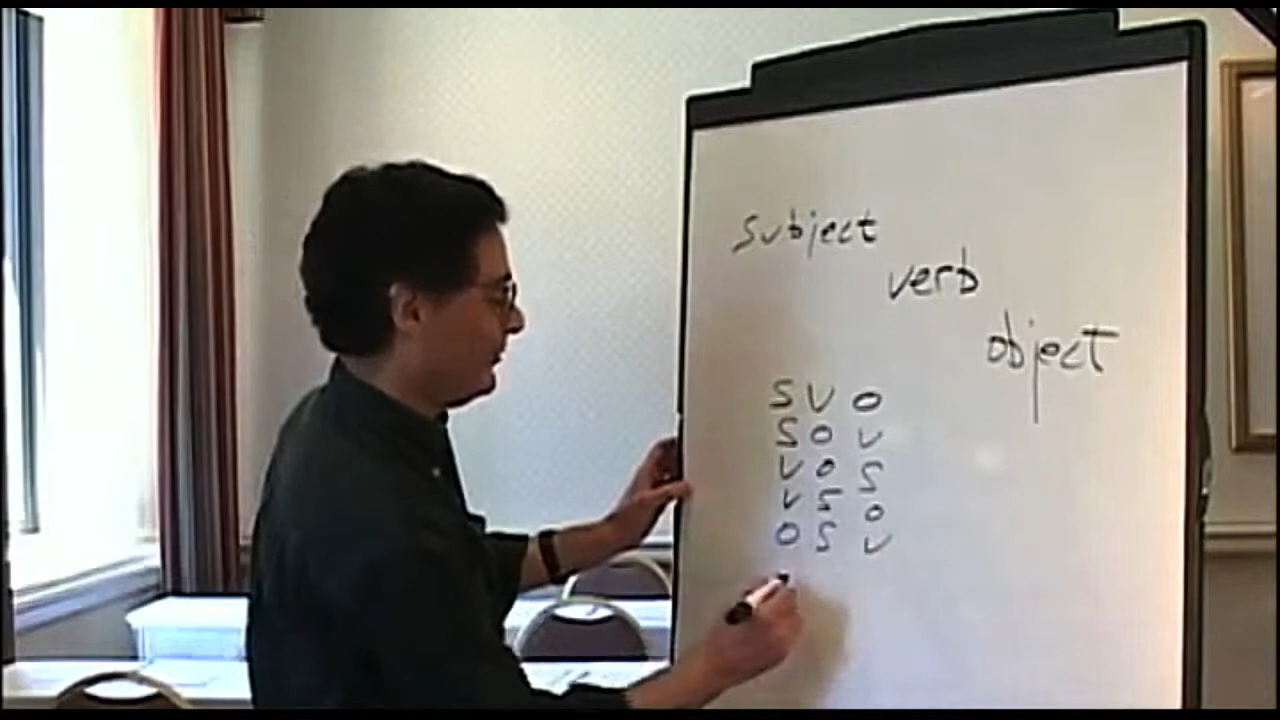 subject
verb
object
S V O
S O V
V O S
V S O
O S V